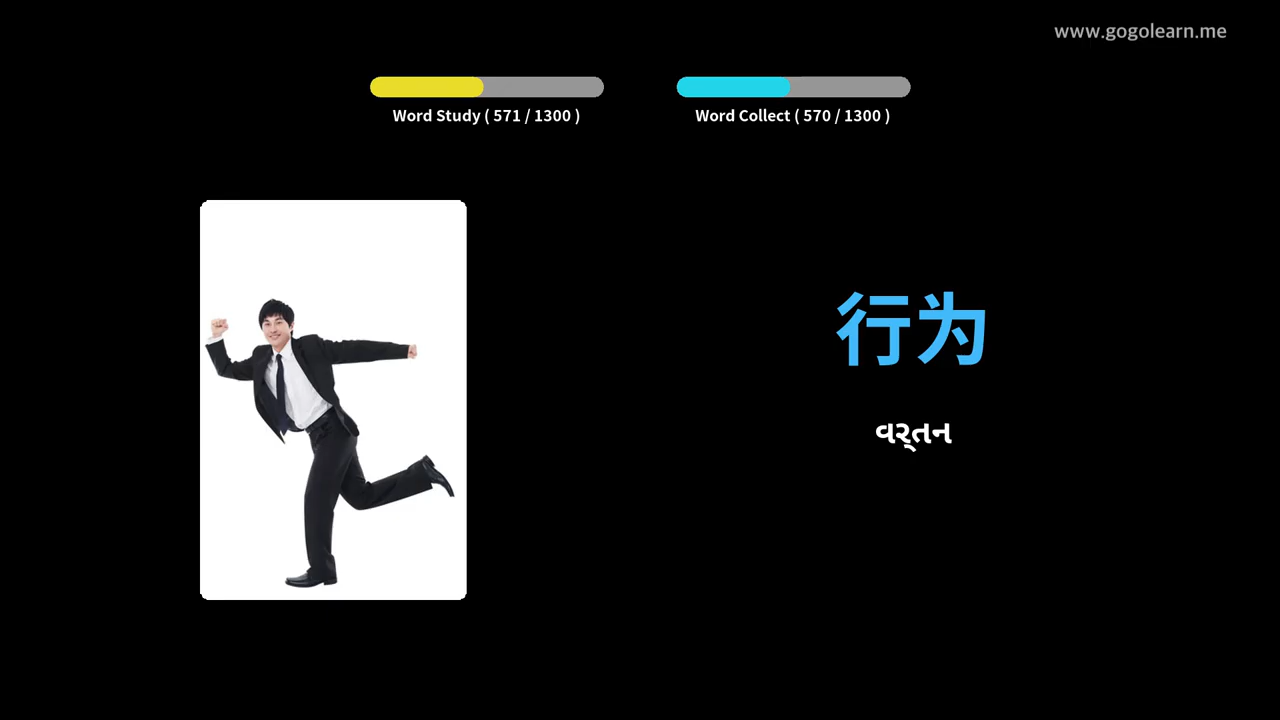 www.gogolearn.me
Word Study ( 571 / 1300 )
Word Collect ( 570 / 1300 )
行为
વર્તન